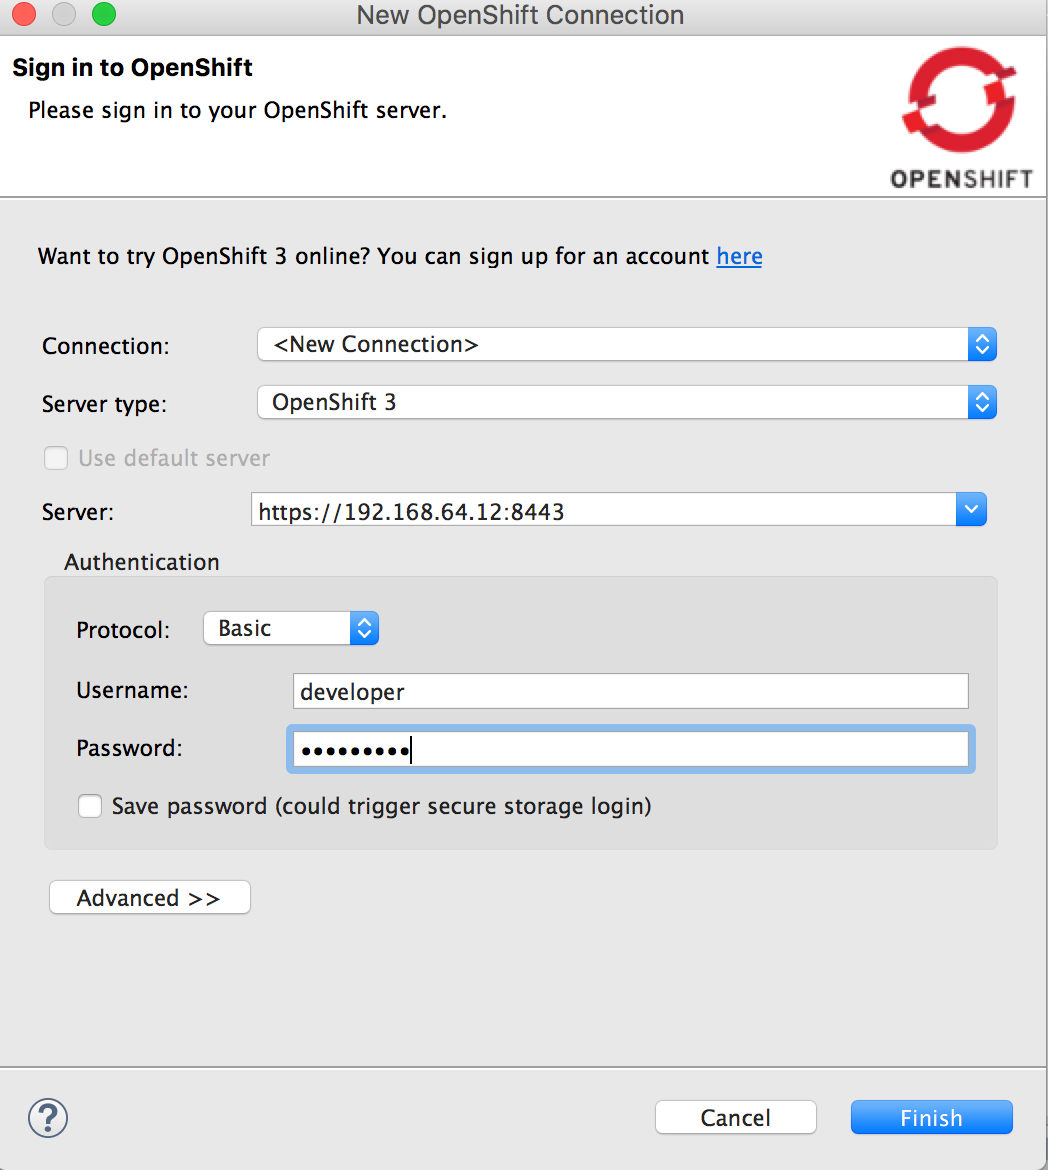 New OpenShift Connection
Sign in to OpenShift
Please sign in to your OpenShift server.
OPENSHIFT
Want to try OpenShift 3 online? You can sign up for an account here
Connection: <New Connection>
Server type: OpenShift 3
Use default server
Server: https://192.168.64.12:8443
Authentication
Protocol: Basic
Username: developer
Password: •••••••••
Save password (could trigger secure storage login)
Advanced >>
?
Cancel Finish